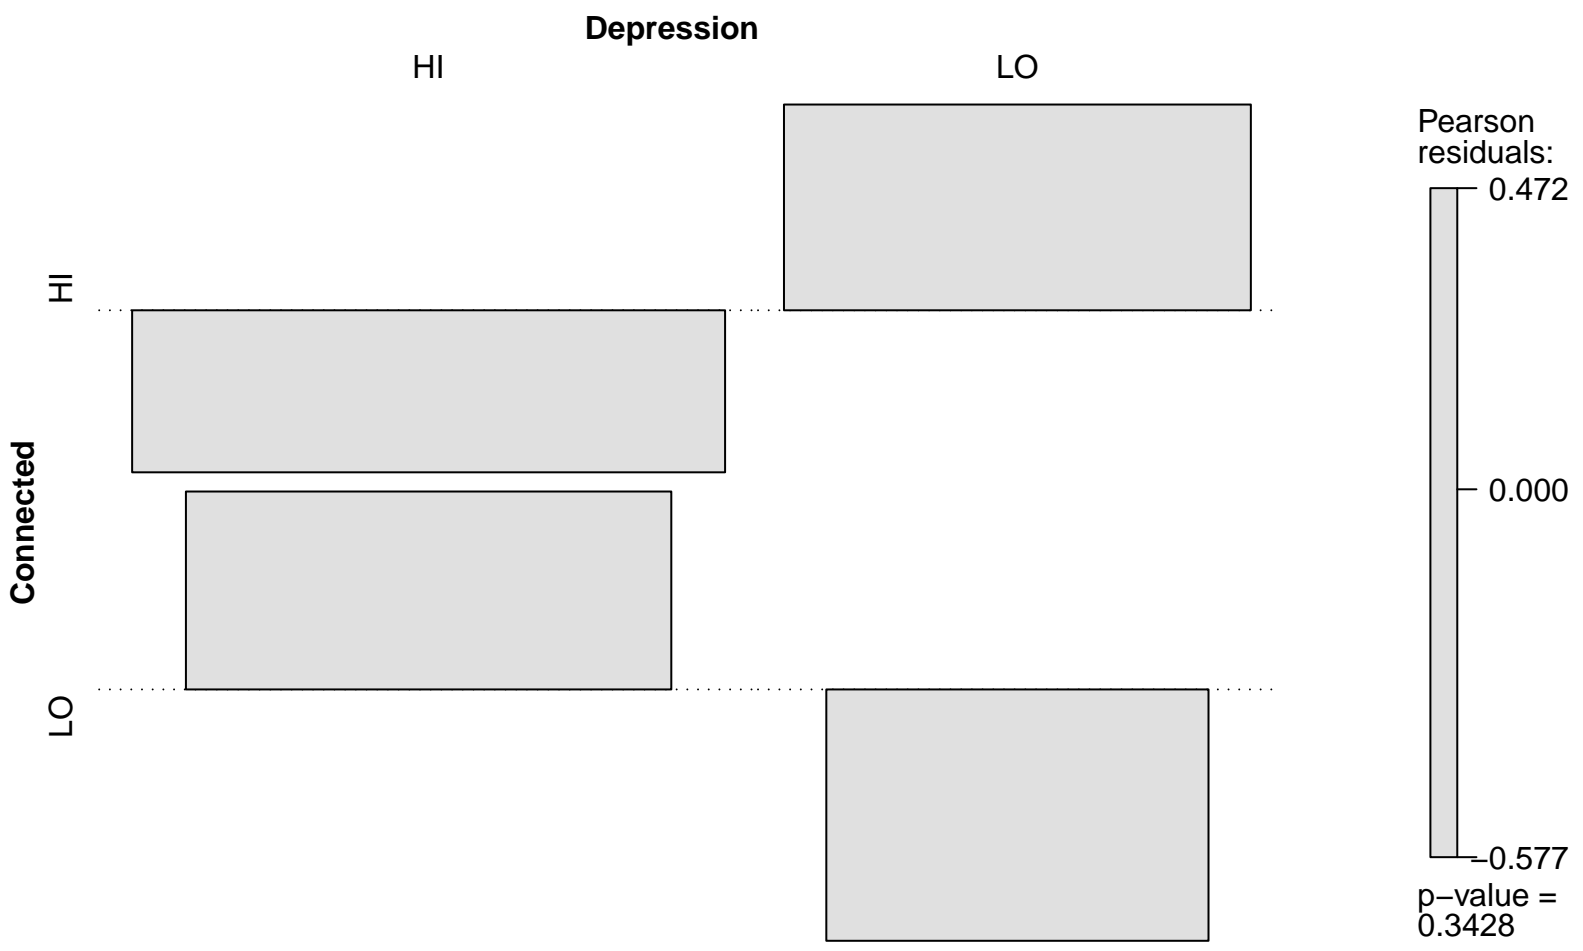 Depression
HI
LO
Connected
HI
LO
Pearson
residuals:
0.472
0.000
−0.577
p−value =
0.3428